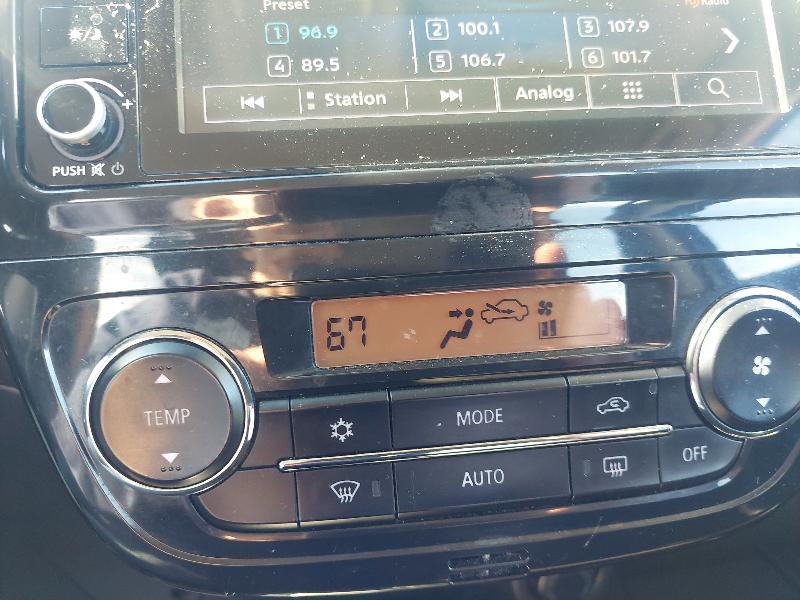 Preset
1 96.9 2 100.1 3 107.9
4 89.5 5 106.7 6 101.7
Station Analog
PUSH
67
TEMP
MODE
AUTO
OFF